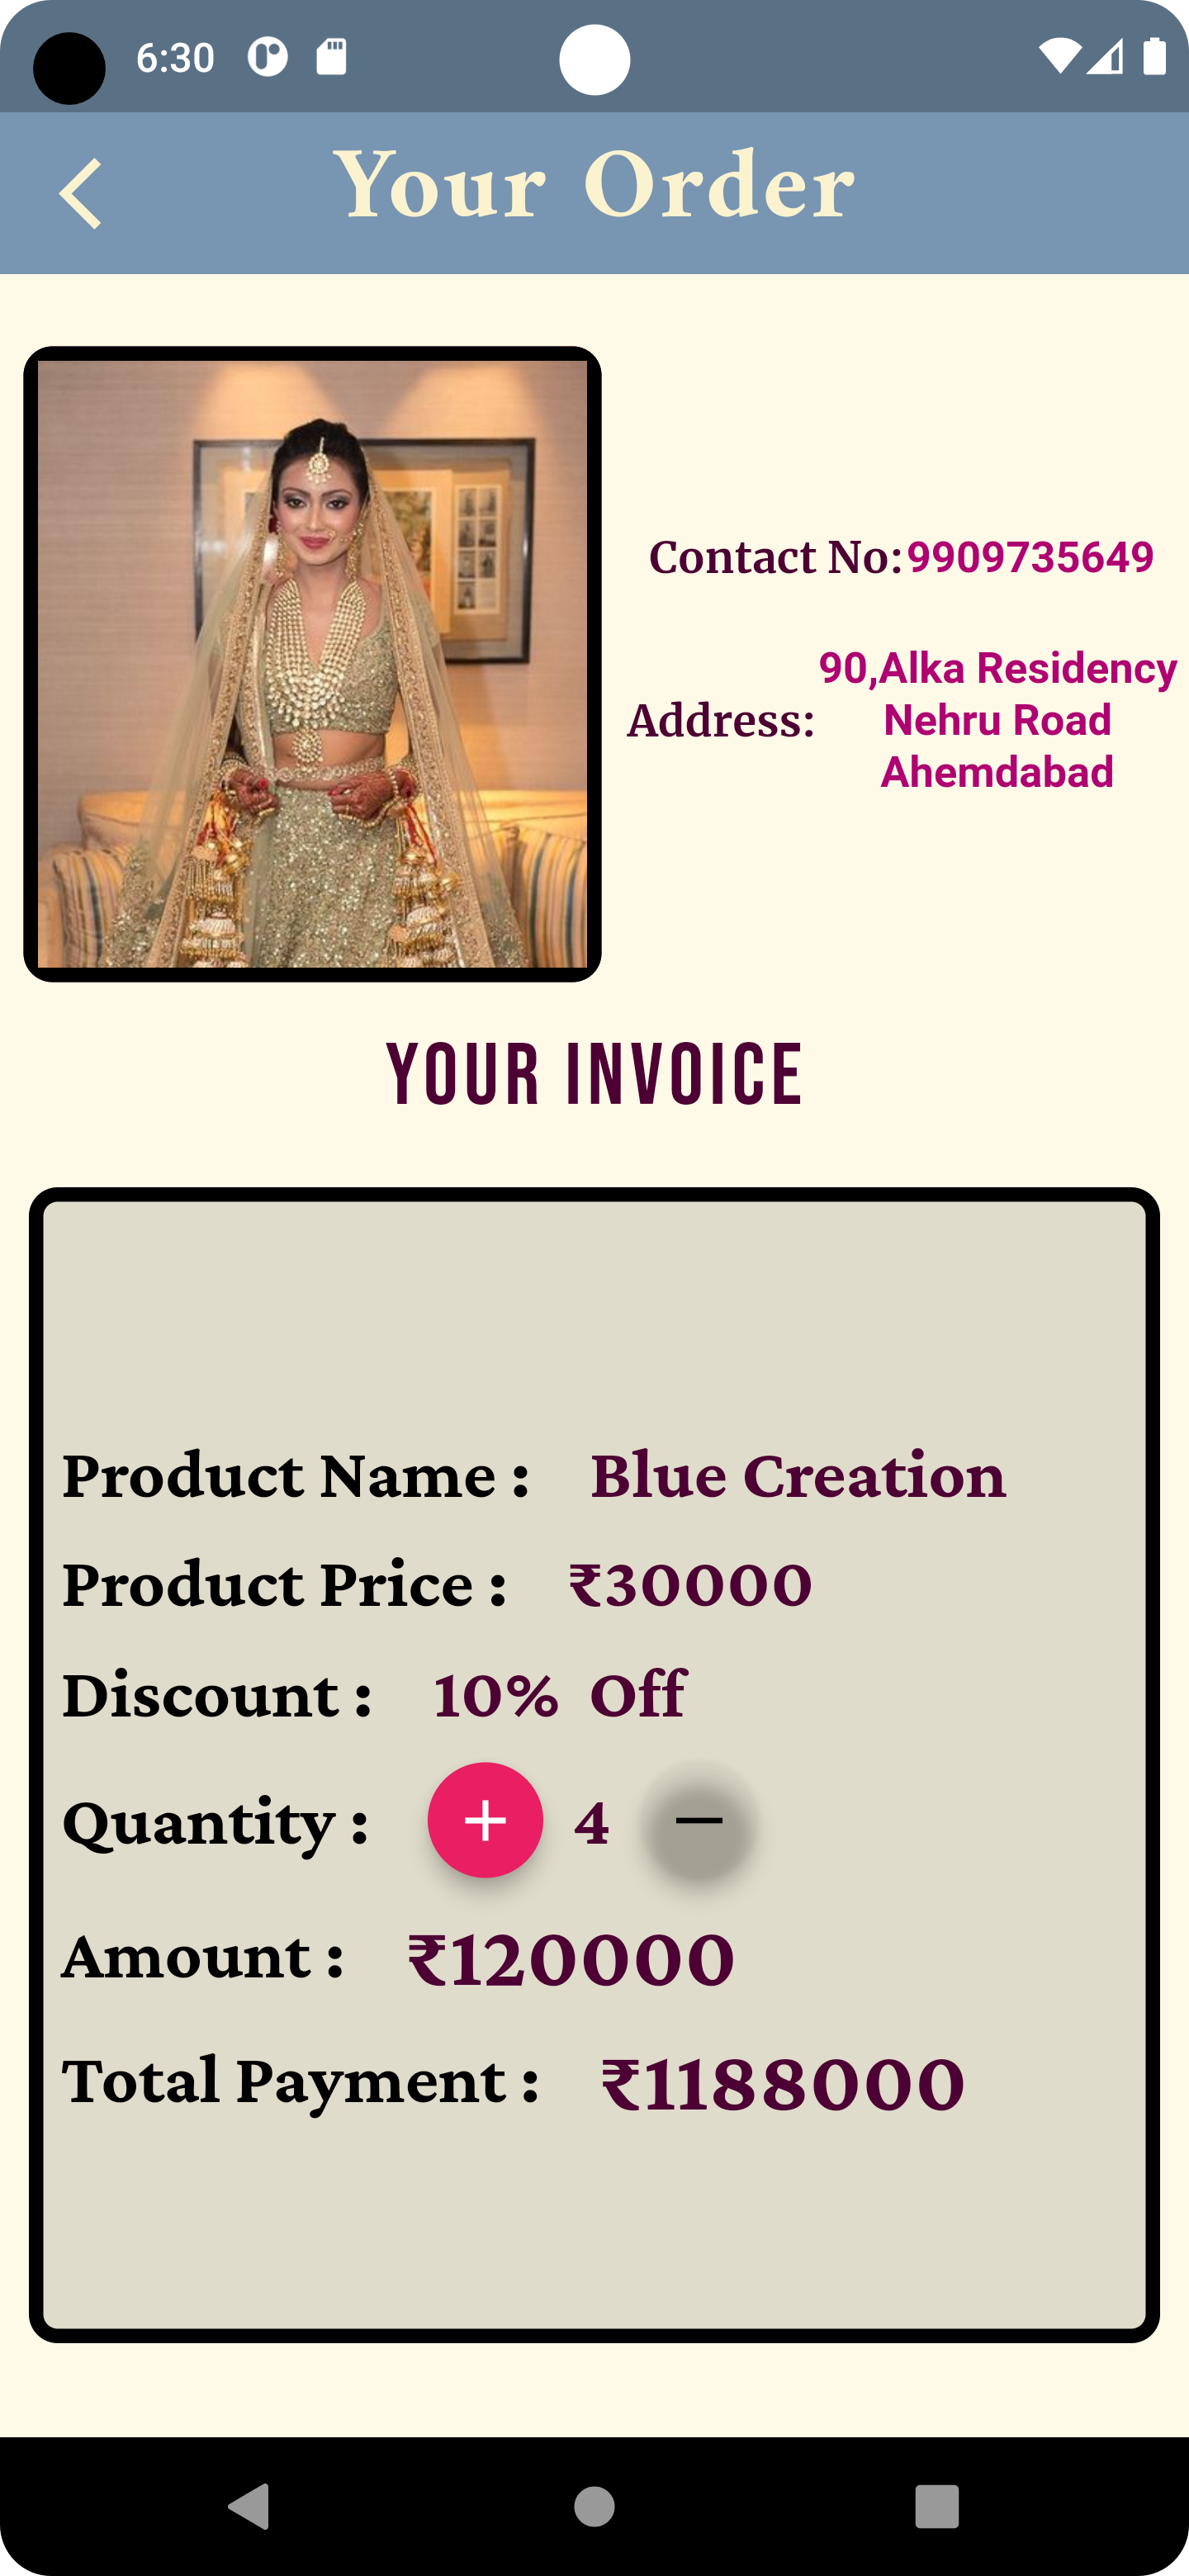 6:30
Your Order
Contact No:9909735649
Address: 90,Alka Residency
Nehru Road
Ahemdabad
YOUR INVOICE
Product Name : Blue Creation
Product Price : ₹30000
Discount : 10% Off
Quantity : + 4 −
Amount : ₹120000
Total Payment : ₹1188000